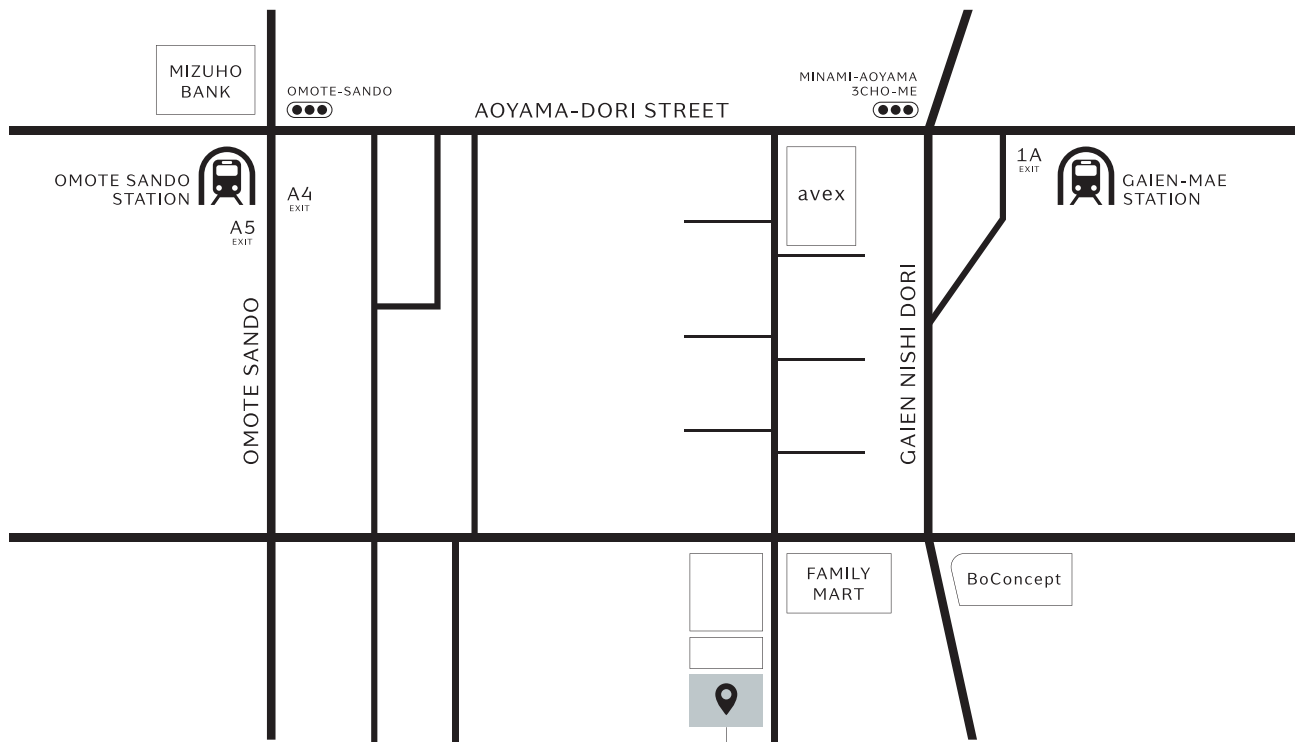 MIZUHO
BANK
OMOTE-SANDO
AOYAMA-DORI STREET
MINAMI-AOYAMA
3CHO-ME
OMOTE SANDO
STATION
A4
EXIT
A5
EXIT
avex
1A
EXIT
GAIEN-MAE
STATION
OMOTE SANDO
GAIEN NISHI DORI
FAMILY
MART
BoConcept